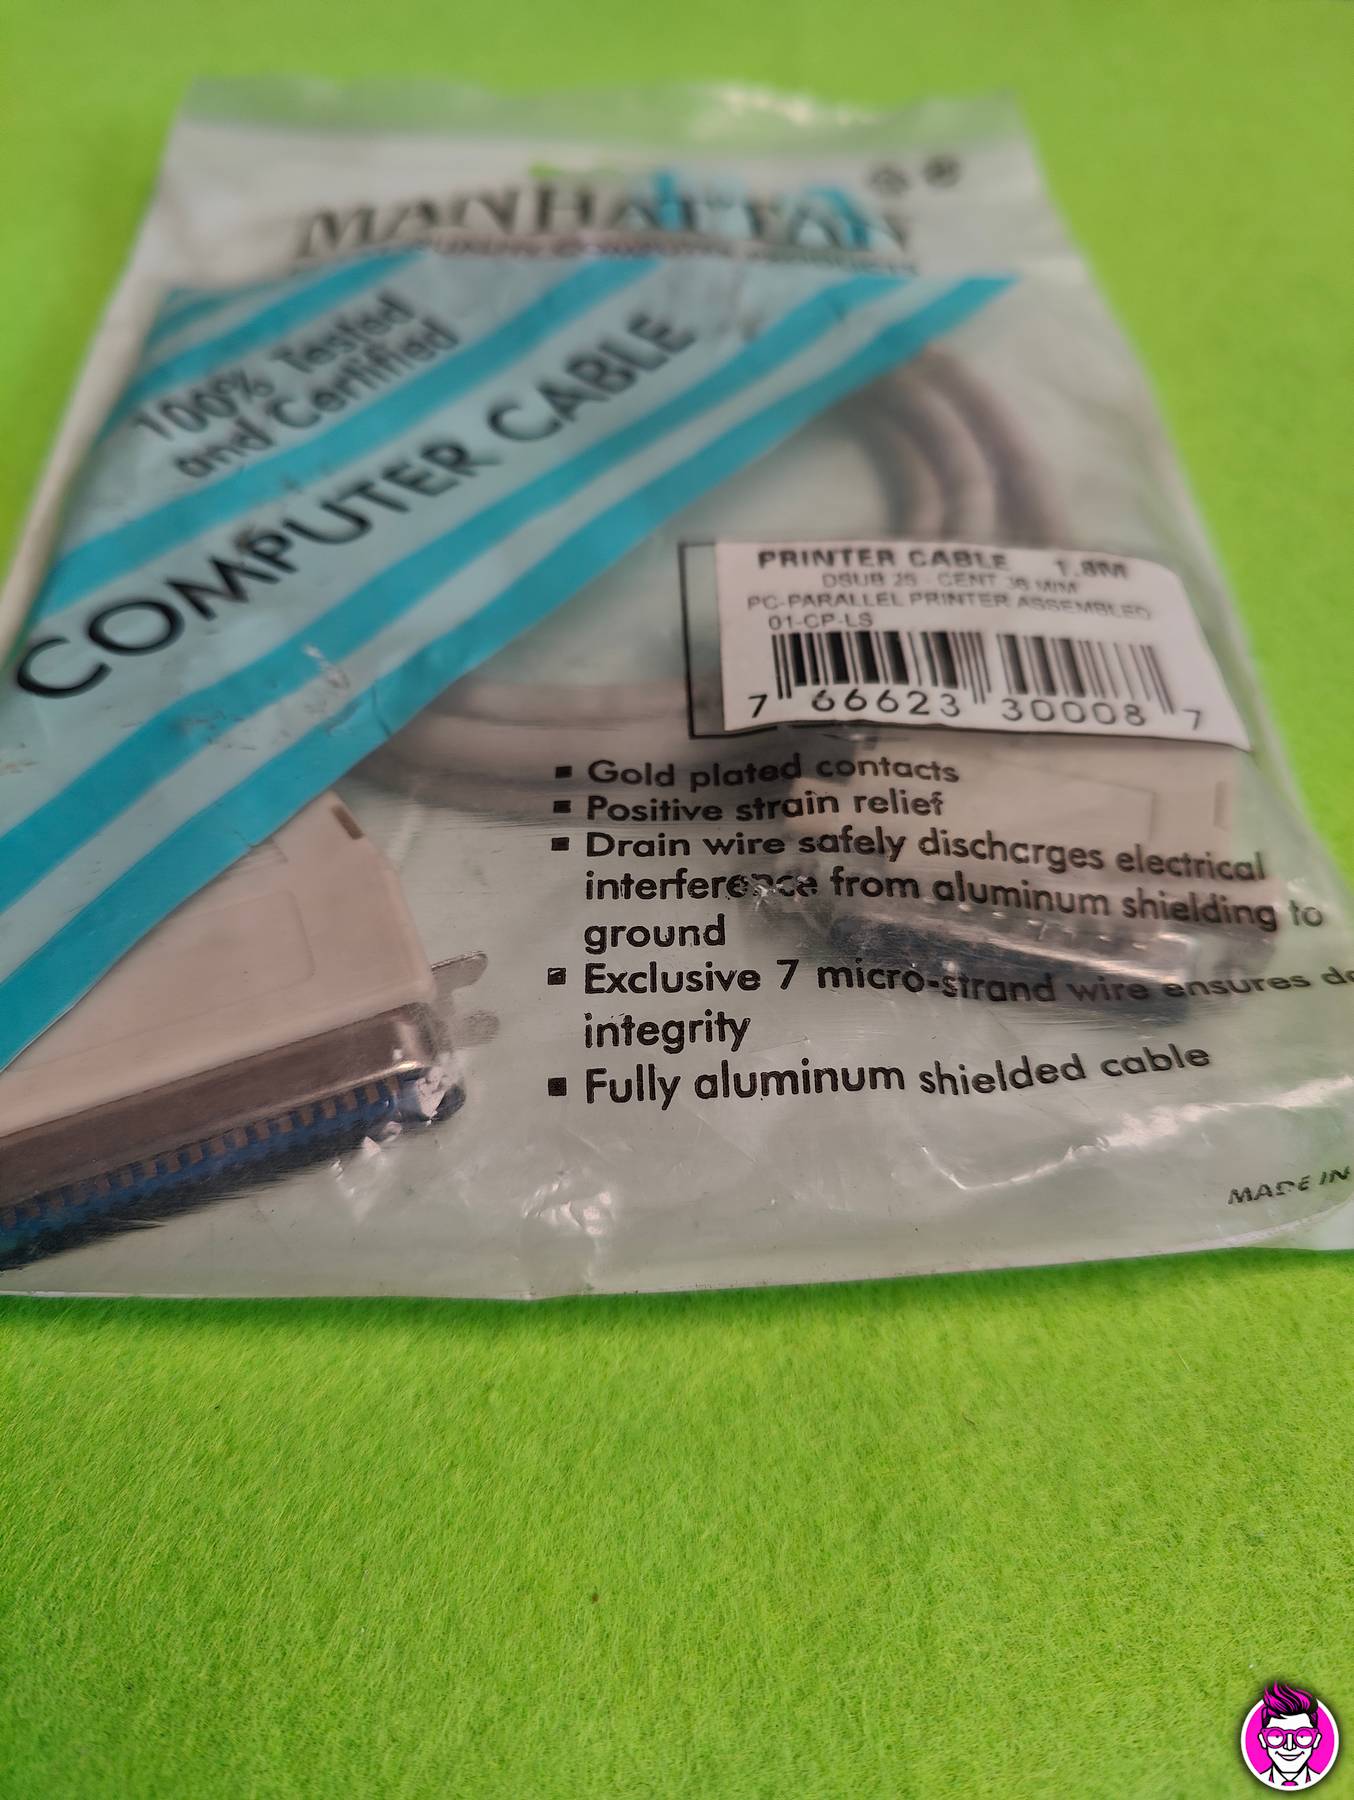 MANHATTAN
100% Tested
and Certified
COMPUTER CABLE
PRINTER CABLE 1.8M
DSUB 25 - CENT 36 M/M
PC-PARALLEL PRINTER ASSEMBLED
01-CP-LS
7 66623 30008 7
▪ Gold plated contacts
▪ Positive strain relief
▪ Drain wire safely discharges electrical
interference from aluminum shielding to
ground
▪ Exclusive 7 micro-strand wire ensures
integrity
▪ Fully aluminum shielded cable
MADE IN